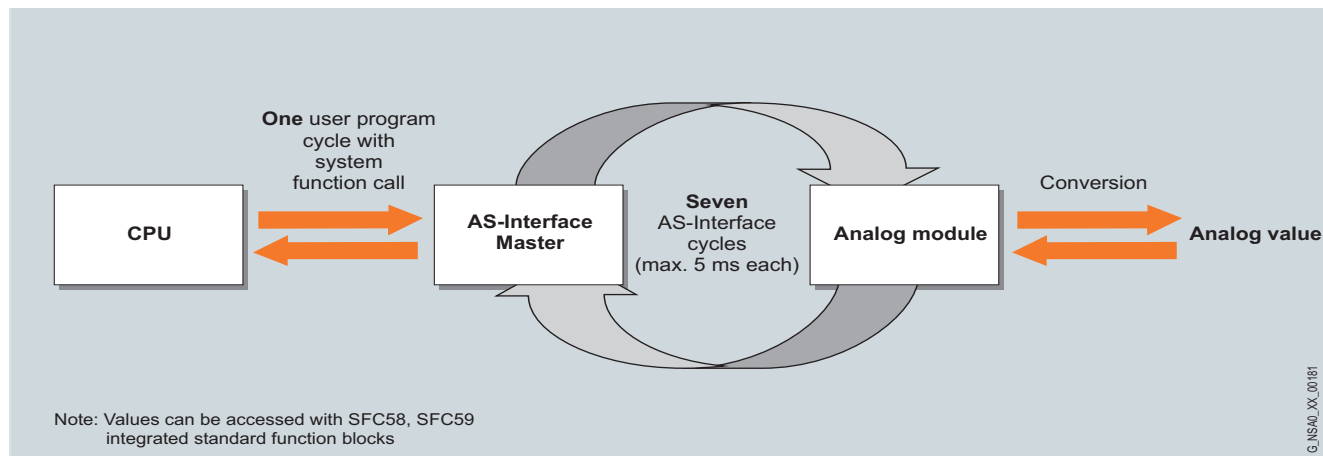 One user program
cycle with
system
function call
CPU
AS-Interface
Master
Seven
AS-Interface
cycles
(max. 5 ms each)
Analog module
Conversion
Analog value
Note: Values can be accessed with SFC58, SFC59
integrated standard function blocks
G_NSA0_XX_00181